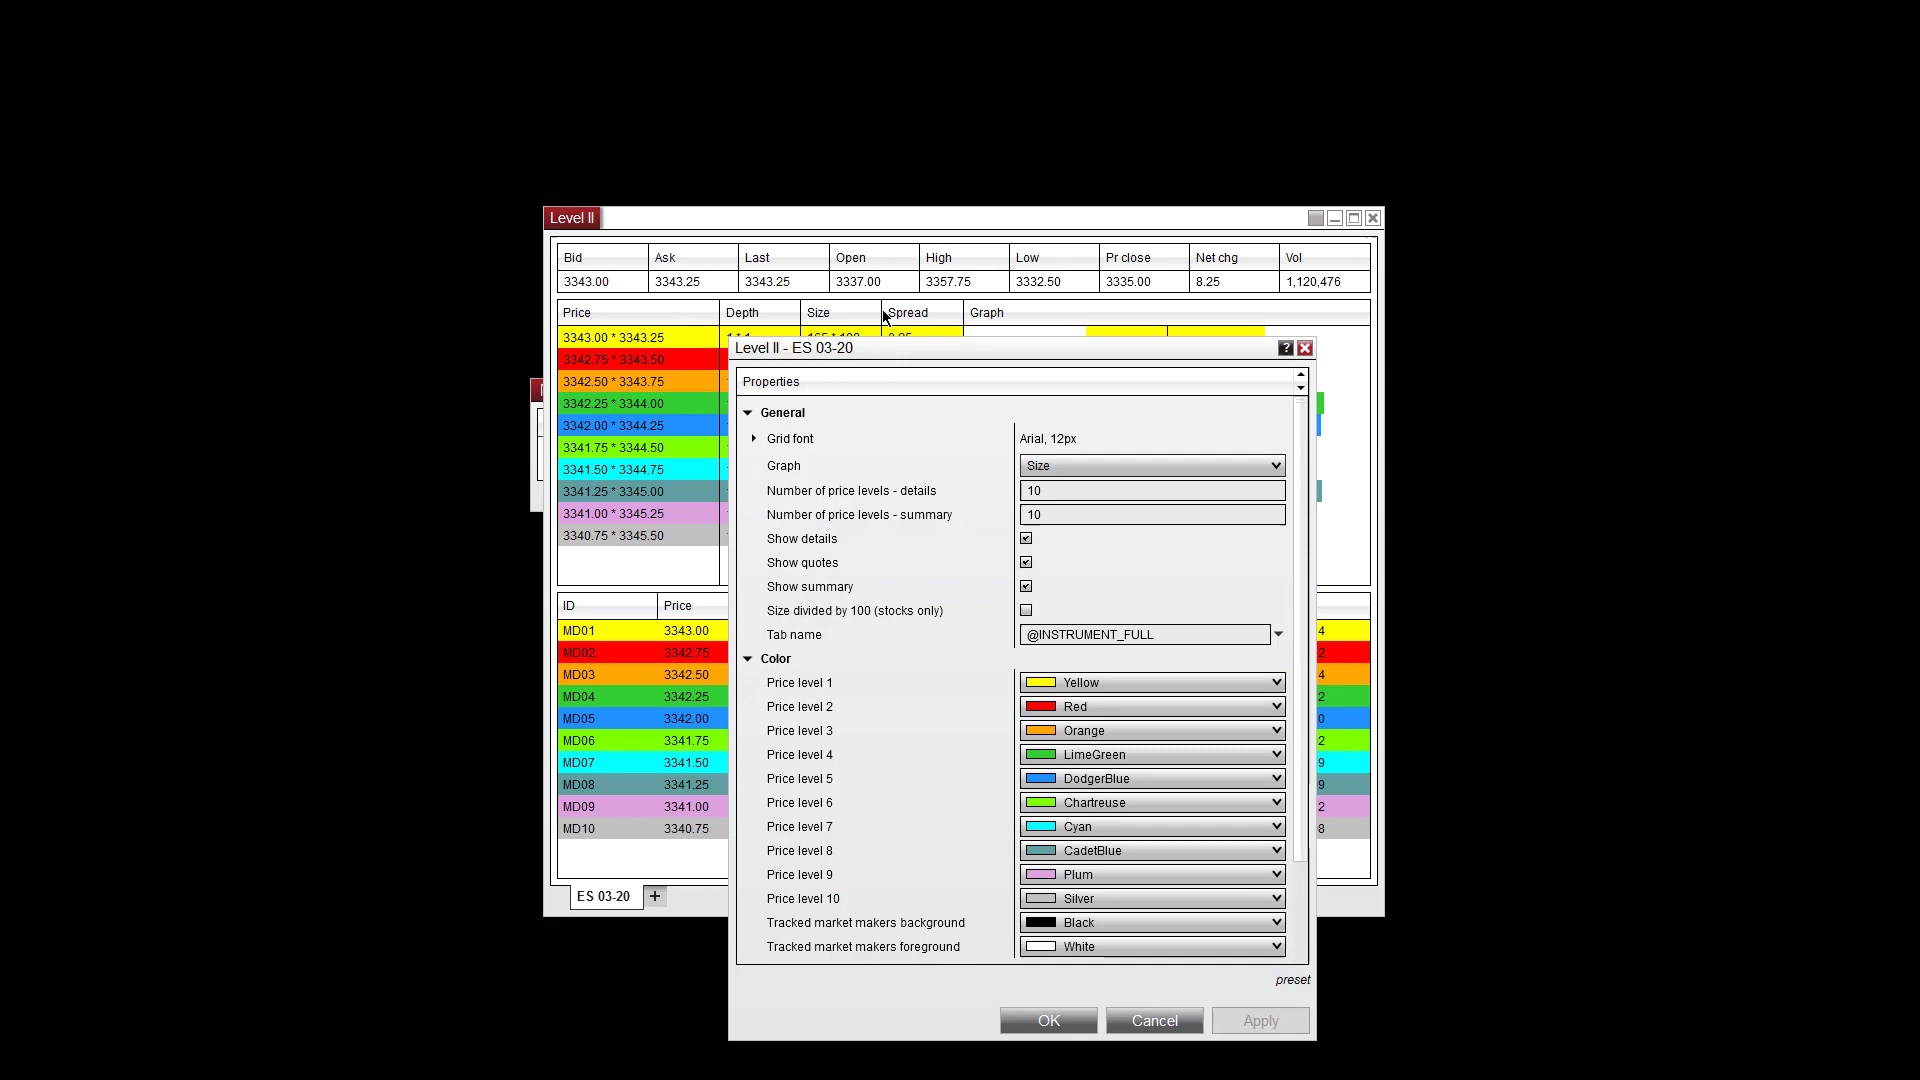 Level II
Bid Ask Last Open High Low Pr close Net chg Vol
3343.00 3343.25 3343.25 3337.00 3357.75 3332.50 3335.00 8.25 1,120,476
Price Depth Size Spread Graph
3343.00 * 3343.25
Level II - ES 03-20 ?
3342.75 * 3343.50
3342.50 * 3343.75
3342.25 * 3344.00
3342.00 * 3344.25
3341.75 * 3344.50
3341.50 * 3344.75
3341.25 * 3345.00
3341.00 * 3345.25
3340.75 * 3345.50
ID Price
MD01 3343.00 4
MD02 3342.75 2
MD03 3342.50 4
MD04 3342.25 2
MD05 3342.00 0
MD06 3341.75 2
MD07 3341.50 9
MD08 3341.25 9
MD09 3341.00 2
MD10 3340.75 8
ES 03-20 +
Properties
General
Grid font Arial, 12px
Graph Size
Number of price levels - details 10
Number of price levels - summary 10
Show details
Show quotes
Show summary
Size divided by 100 (stocks only)
Tab name @INSTRUMENT_FULL
Color
Price level 1 Yellow
Price level 2 Red
Price level 3 Orange
Price level 4 LimeGreen
Price level 5 DodgerBlue
Price level 6 Chartreuse
Price level 7 Cyan
Price level 8 CadetBlue
Price level 9 Plum
Price level 10 Silver
Tracked market makers background Black
Tracked market makers foreground White
preset
OK Cancel Apply